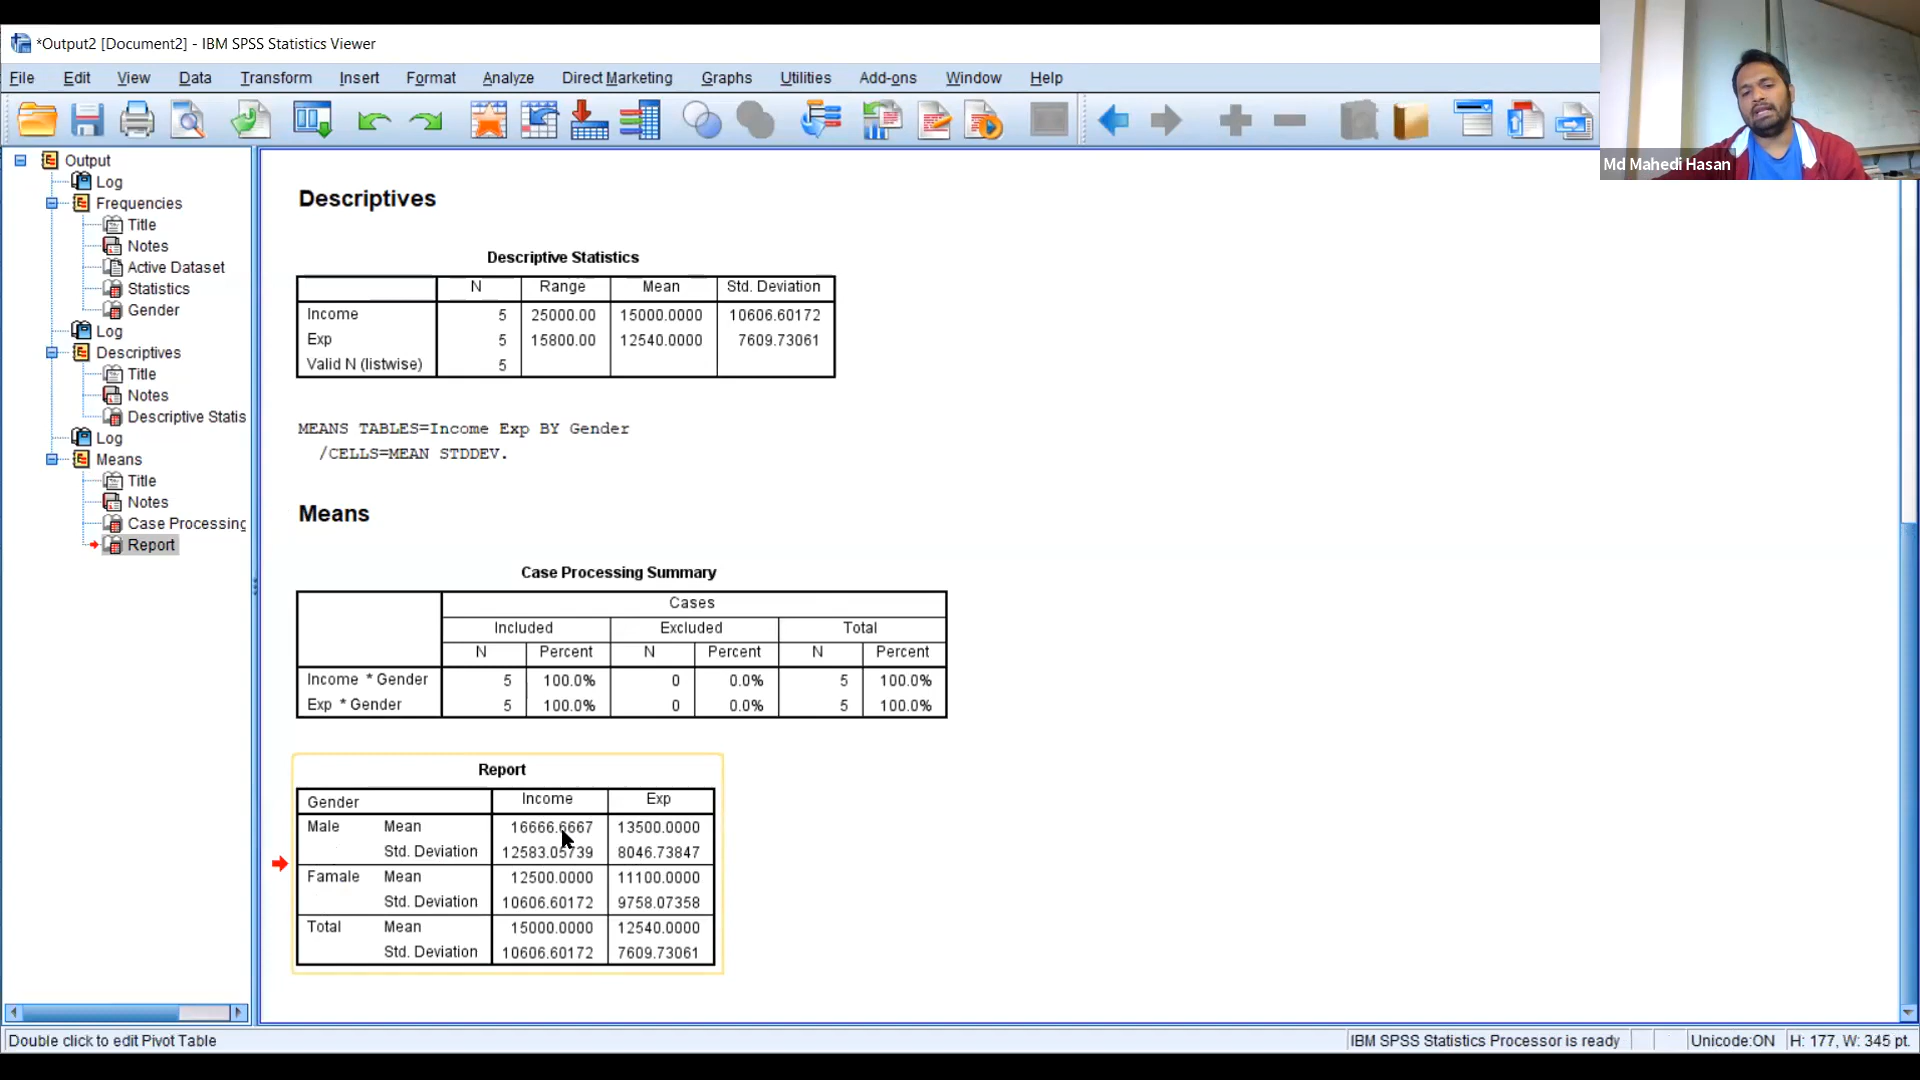 *Output2 [Document2] - IBM SPSS Statistics Viewer
File Edit View Data Transform Insert Format Analyze Direct Marketing Graphs Utilities Add-ons Window Help
Md Mahedi Hasan
Output
Log
Frequencies
Title
Notes
Active Dataset
Statistics
Gender
Log
Descriptives
Title
Notes
Descriptive Statis
Log
Means
Title
Notes
Case Processing
Report
Descriptives
Descriptive Statistics
N Range Mean Std. Deviation
Income 5 25000.00 15000.0000 10606.60172
Exp 5 15800.00 12540.0000 7609.73061
Valid N (listwise) 5
MEANS TABLES=Income Exp BY Gender
/CELLS=MEAN STDDEV.
Means
Case Processing Summary
Cases
Included Excluded Total
N Percent N Percent N Percent
Income * Gender 5 100.0% 0 0.0% 5 100.0%
Exp * Gender 5 100.0% 0 0.0% 5 100.0%
Report
Gender Income Exp
Male Mean 16666.6667 13500.0000
Std. Deviation 12583.05739 8046.73847
Famale Mean 12500.0000 11100.0000
Std. Deviation 10606.60172 9758.07358
Total Mean 15000.0000 12540.0000
Std. Deviation 10606.60172 7609.73061
Double click to edit Pivot Table IBM SPSS Statistics Processor is ready Unicode:ON H: 177, W: 345 pt.